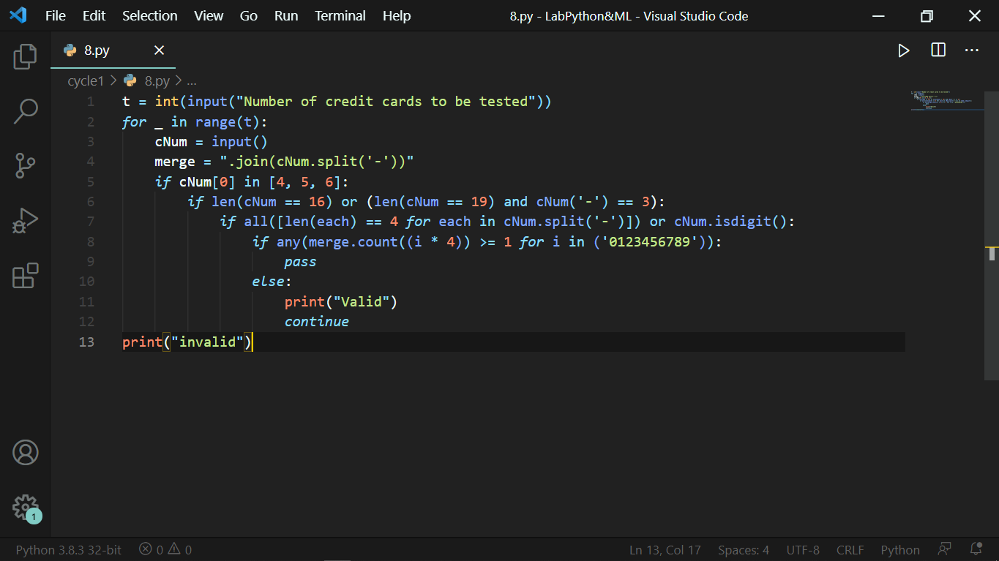 File Edit Selection View Go Run Terminal Help 8.py - LabPython&ML - Visual Studio Code
8.py
cycle1 > 8.py > ...
1 t = int(input("Number of credit cards to be tested"))
2 for _ in range(t):
3 cNum = input()
4 merge = ".join(cNum.split('-'))"
5 if cNum[0] in [4, 5, 6]:
6 if len(cNum == 16) or (len(cNum == 19) and cNum('-') == 3):
7 if all([len(each) == 4 for each in cNum.split('-')]) or cNum.isdigit():
8 if any(merge.count((i * 4)) >= 1 for i in ('0123456789')):
9 pass
10 else:
11 print("Valid")
12 continue
13 print("invalid")
1
Python 3.8.3 32-bit 0 0 Ln 13, Col 17 Spaces: 4 UTF-8 CRLF Python